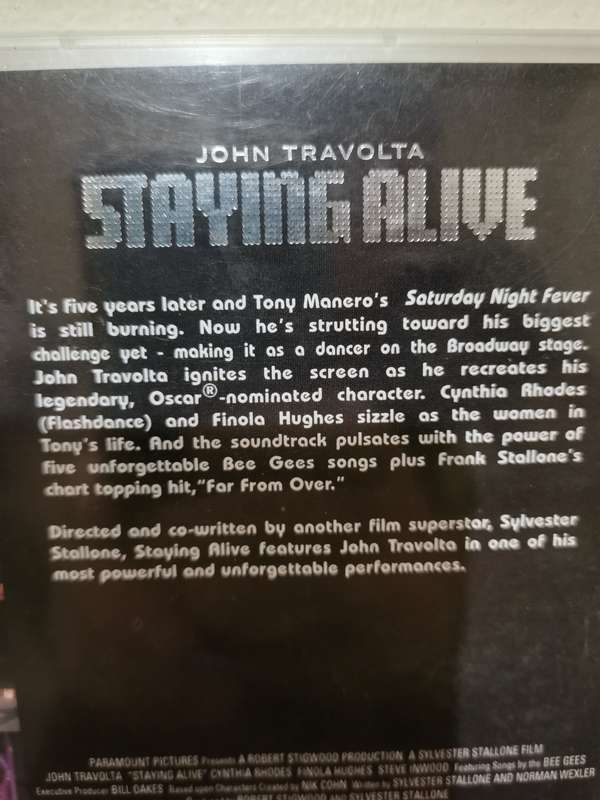 JOHN TRAVOLTA
STAYING ALIVE
It's five years later and Tony Manero's Saturday Night Fever
is still burning. Now he's strutting toward his biggest
challenge yet - making it as a dancer on the Broadway stage.
John Travolta ignites the screen as he recreates his
legendary, Oscar®-nominated character. Cynthia Rhodes
(Flashdance) and Finola Hughes sizzle as the women in
Tony's life. And the soundtrack pulsates with the power of
five unforgettable Bee Gees songs plus Frank Stallone's
chart topping hit,"Far From Over."
Directed and co-written by another film superstar, Sylvester
Stallone, Staying Alive features John Travolta in one of his
most powerful and unforgettable performances.
PARAMOUNT PICTURES Presents A ROBERT STIGWOOD PRODUCTION A SYLVESTER STALLONE FILM
JOHN TRAVOLTA "STAYING ALIVE" CYNTHIA RHODES FINOLA HUGHES STEVE INWOOD Featuring Songs by the BEE GEES
Executive Producer BILL OAKES Based upon Characters Created by NIK COHN Written by SYLVESTER STALLONE AND NORMAN WEXLER
ROBERT STIGWOOD AND SYLVESTER STALLONE